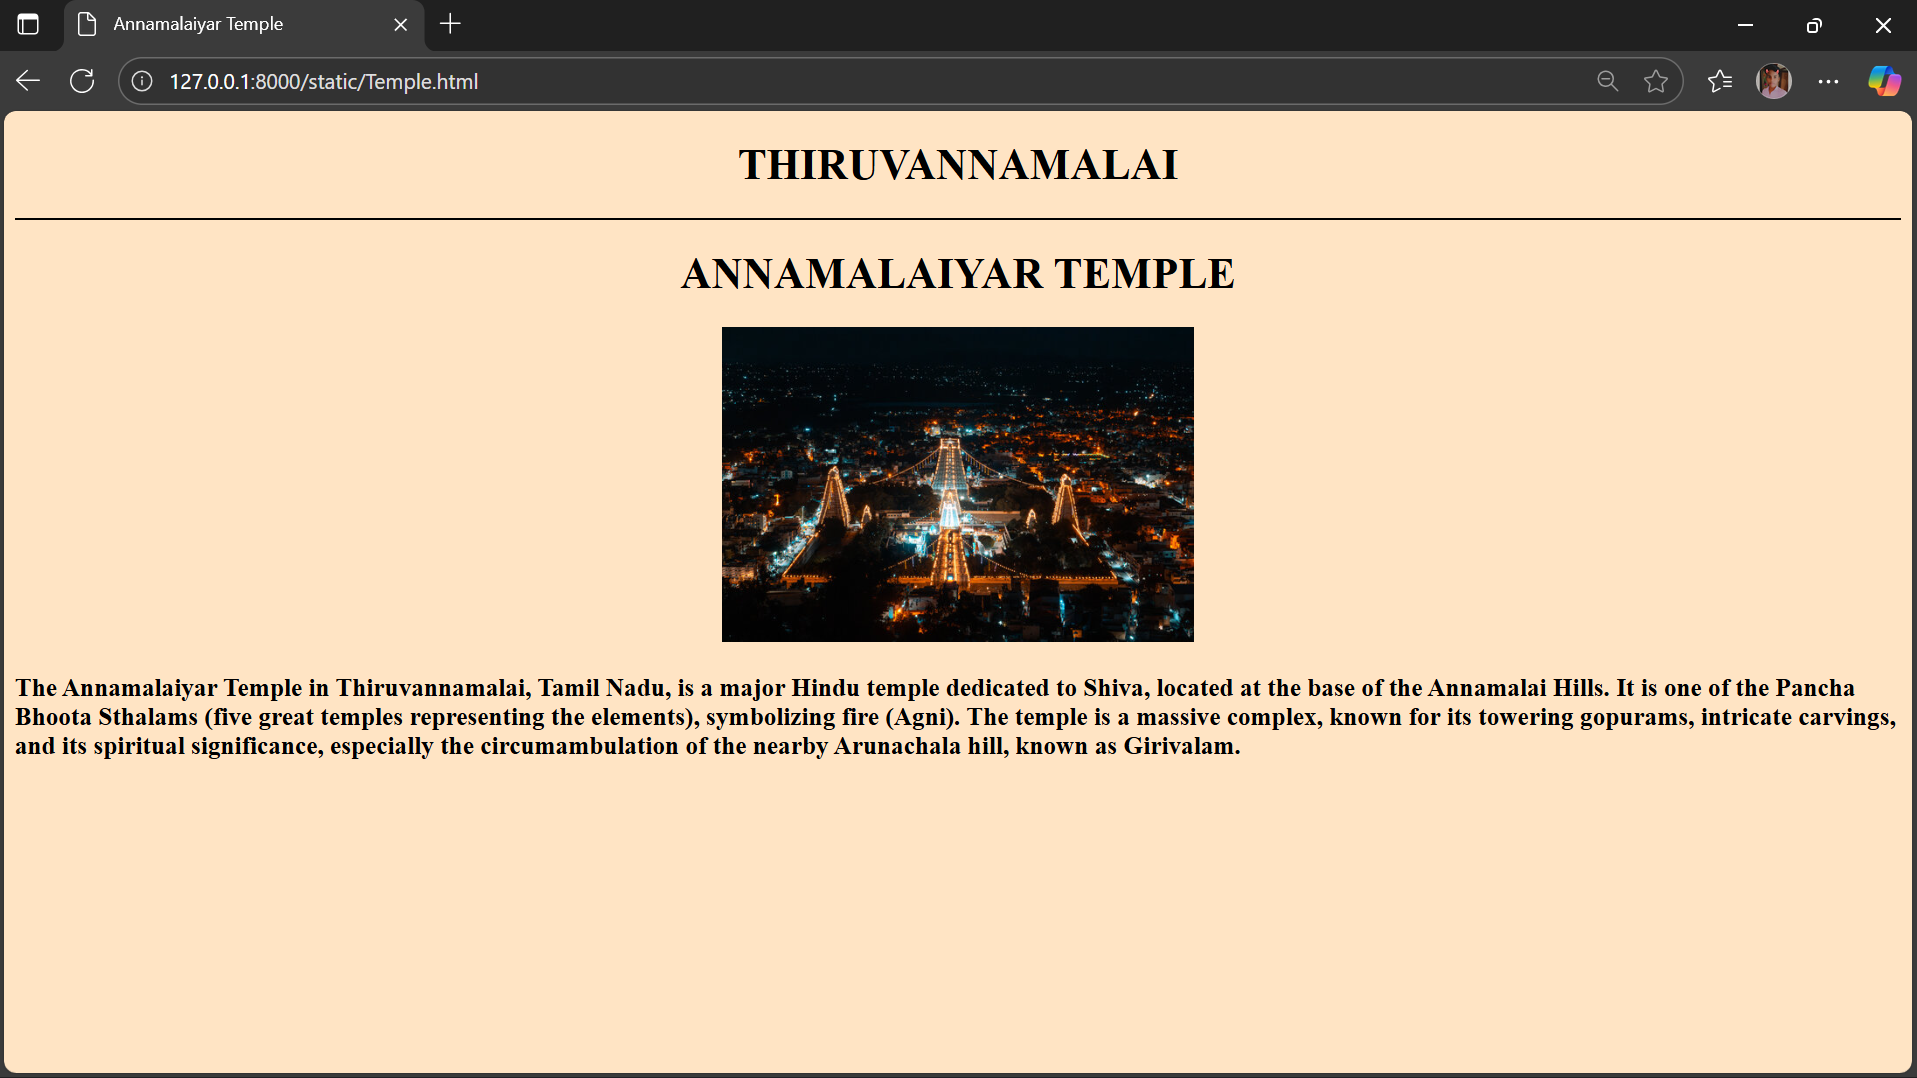 Annamalaiyar Temple
127.0.0.1:8000/static/Temple.html
THIRUVANNAMALAI
ANNAMALAIYAR TEMPLE
The Annamalaiyar Temple in Thiruvannamalai, Tamil Nadu, is a major Hindu temple dedicated to Shiva, located at the base of the Annamalai Hills. It is one of the Pancha
Bhoota Sthalams (five great temples representing the elements), symbolizing fire (Agni). The temple is a massive complex, known for its towering gopurams, intricate carvings,
and its spiritual significance, especially the circumambulation of the nearby Arunachala hill, known as Girivalam.